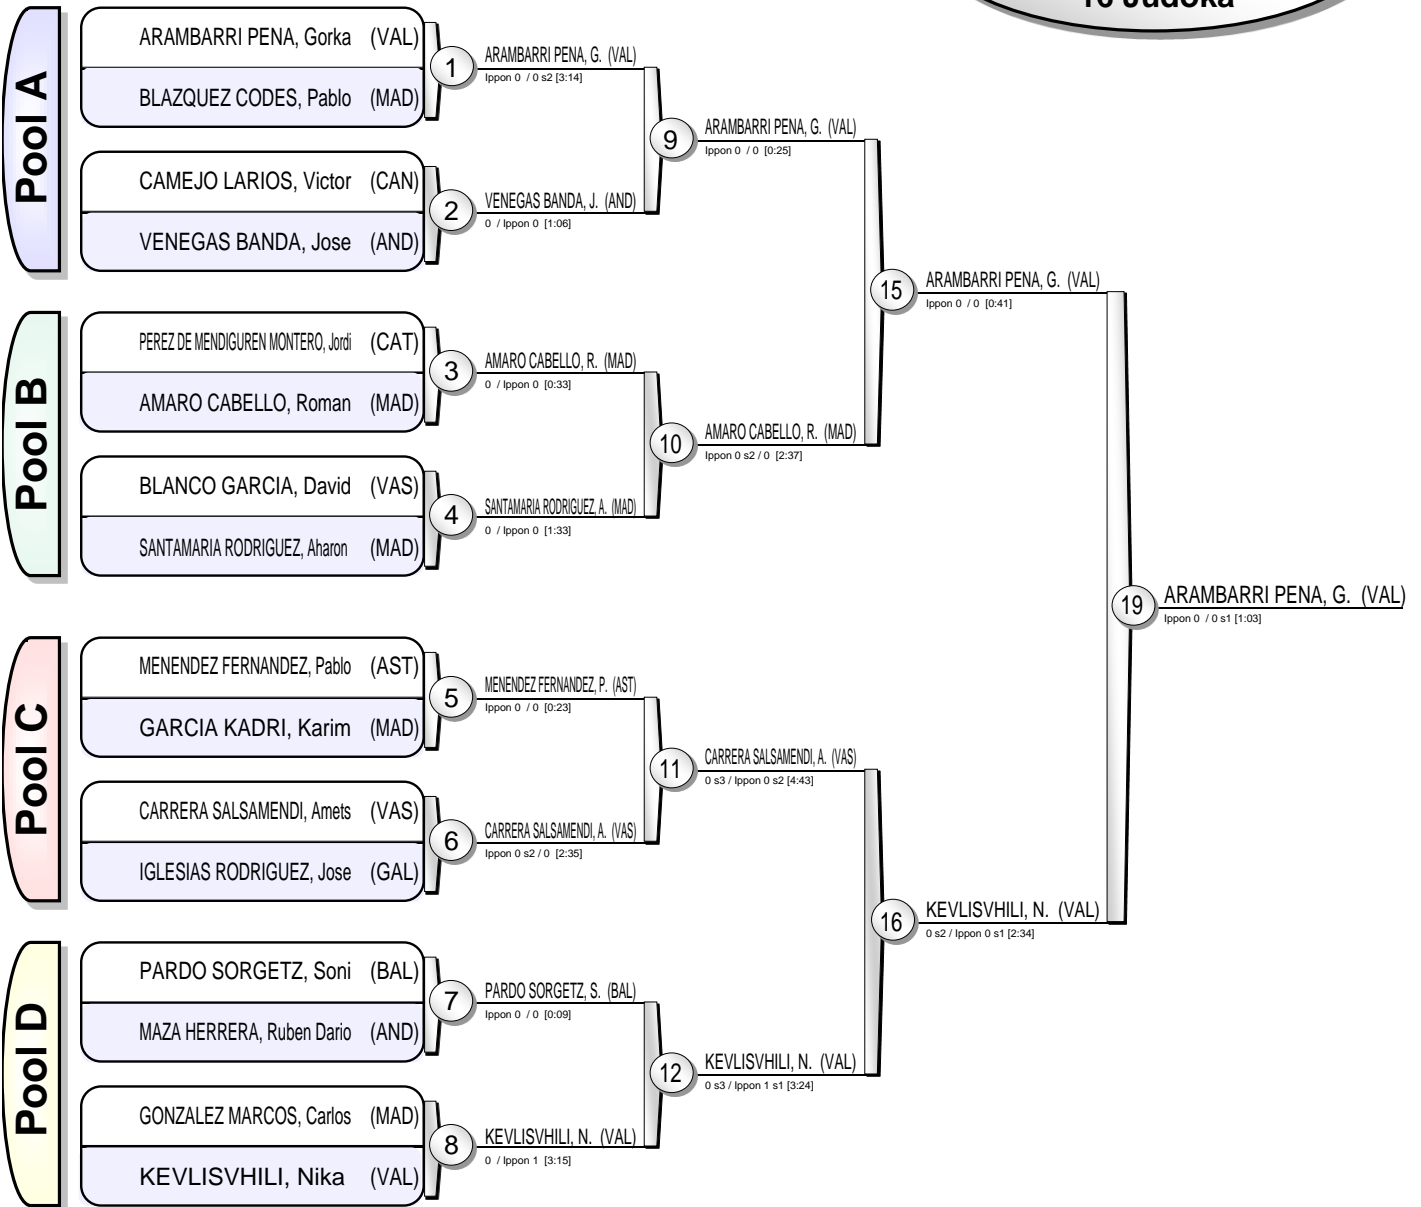 16 Judoka
Pool A
ARAMBARRI PENA, Gorka (VAL)
BLAZQUEZ CODES, Pablo (MAD)
CAMEJO LARIOS, Victor (CAN)
VENEGAS BANDA, Jose (AND)
Pool B
PEREZ DE MENDIGUREN MONTERO, Jordi (CAT)
AMARO CABELLO, Roman (MAD)
BLANCO GARCIA, David (VAS)
SANTAMARIA RODRIGUEZ, Aharon (MAD)
Pool C
MENENDEZ FERNANDEZ, Pablo (AST)
GARCIA KADRI, Karim (MAD)
CARRERA SALSAMENDI, Amets (VAS)
IGLESIAS RODRIGUEZ, Jose (GAL)
Pool D
PARDO SORGETZ, Soni (BAL)
MAZA HERRERA, Ruben Dario (AND)
GONZALEZ MARCOS, Carlos (MAD)
KEVLISVHILI, Nika (VAL)
1
ARAMBARRI PENA, G. (VAL)
Ippon 0 / 0 s2 [3:14]
2
VENEGAS BANDA, J. (AND)
0 / Ippon 0 [1:06]
3
AMARO CABELLO, R. (MAD)
0 / Ippon 0 [0:33]
4
SANTAMARIA RODRIGUEZ, A. (MAD)
0 / Ippon 0 [1:33]
5
MENENDEZ FERNANDEZ, P. (AST)
Ippon 0 / 0 [0:23]
6
CARRERA SALSAMENDI, A. (VAS)
Ippon 0 s2 / 0 [2:35]
7
PARDO SORGETZ, S. (BAL)
Ippon 0 / 0 [0:09]
8
KEVLISVHILI, N. (VAL)
0 / Ippon 1 [3:15]
9
ARAMBARRI PENA, G. (VAL)
Ippon 0 / 0 [0:25]
10
AMARO CABELLO, R. (MAD)
Ippon 0 s2 / 0 [2:37]
11
CARRERA SALSAMENDI, A. (VAS)
0 s3 / Ippon 0 s2 [4:43]
12
KEVLISVHILI, N. (VAL)
0 s3 / Ippon 1 s1 [3:24]
15
ARAMBARRI PENA, G. (VAL)
Ippon 0 / 0 [0:41]
16
KEVLISVHILI, N. (VAL)
0 s2 / Ippon 0 s1 [2:34]
19
ARAMBARRI PENA, G. (VAL)
Ippon 0 / 0 s1 [1:03]